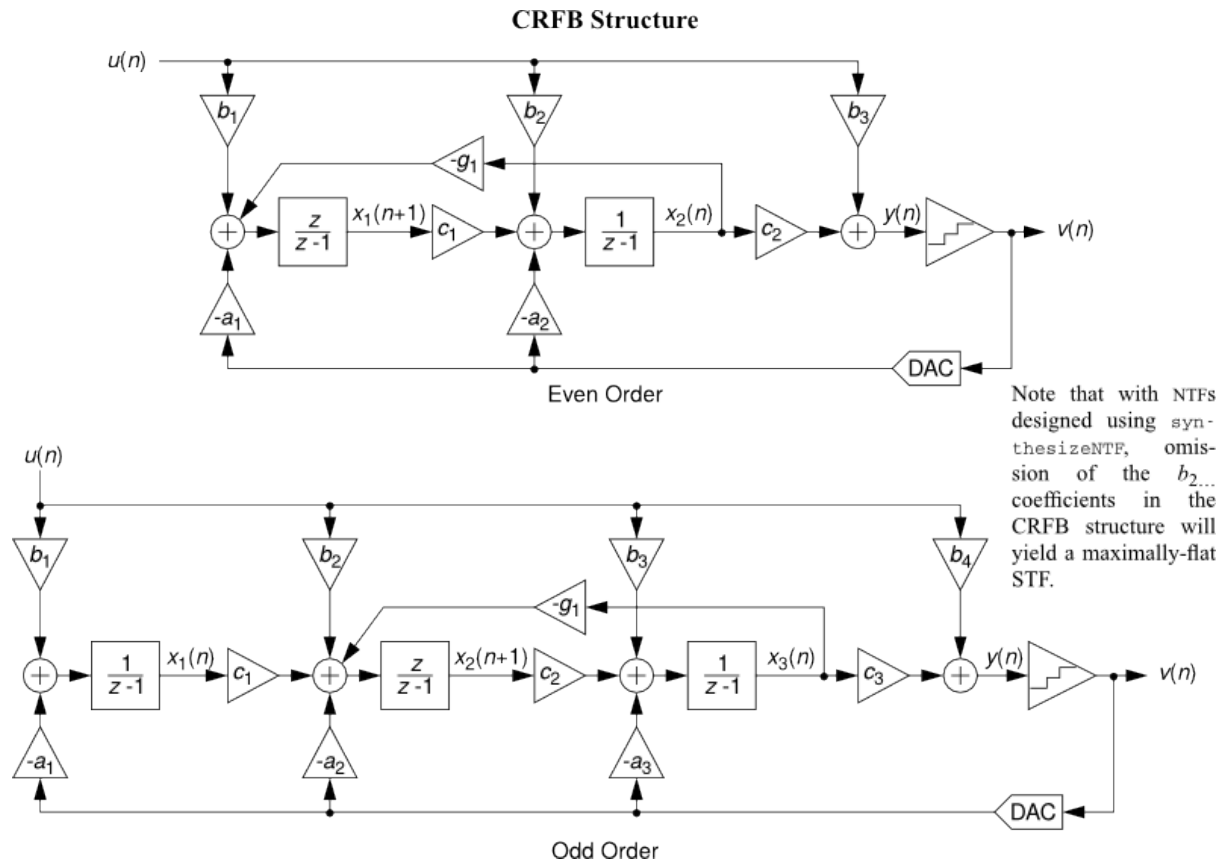 CRFB Structure
u(n)
b1
b2
b3
-g1
z
z-1
x1(n+1)
c1
1
z-1
x2(n)
c2
y(n)
v(n)
-a1
-a2
DAC
Even Order
Note that with NTFs
designed using syn-
thesizeNTF, omis-
sion of the b2...
coefficients in the
CRFB structure will
yield a maximally-flat
STF.
u(n)
b1
b2
b3
b4
-g1
1
z-1
x1(n)
c1
z
z-1
x2(n+1)
c2
1
z-1
x3(n)
c3
y(n)
v(n)
-a1
-a2
-a3
DAC
Odd Order